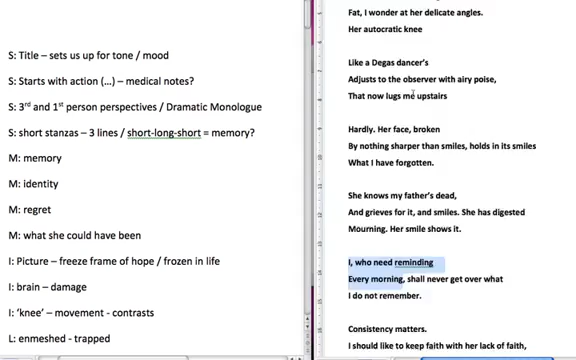 S: Title – sets us up for tone / mood
S: Starts with action (...) – medical notes?
S: 3rd and 1st person perspectives / Dramatic Monologue
S: short stanzas – 3 lines / short-long-short = memory?
M: memory
M: identity
M: regret
M: what she could have been
I: Picture – freeze frame of hope / frozen in life
I: brain – damage
I: ‘knee’ – movement - contrasts
L: enmeshed - trapped
Fat, I wonder at her delicate angles.
Her autocratic knee
Like a Degas dancer’s
Adjusts to the observer with airy poise,
That now lugs me upstairs
Hardly. Her face, broken
By nothing sharper than smiles, holds in its smiles
What I have forgotten.
She knows my father’s dead,
And grieves for it, and smiles. She has digested
Mourning. Her smile shows it.
I, who need reminding
Every morning, shall never get over what
I do not remember.
Consistency matters.
I should like to keep faith with her lack of faith,